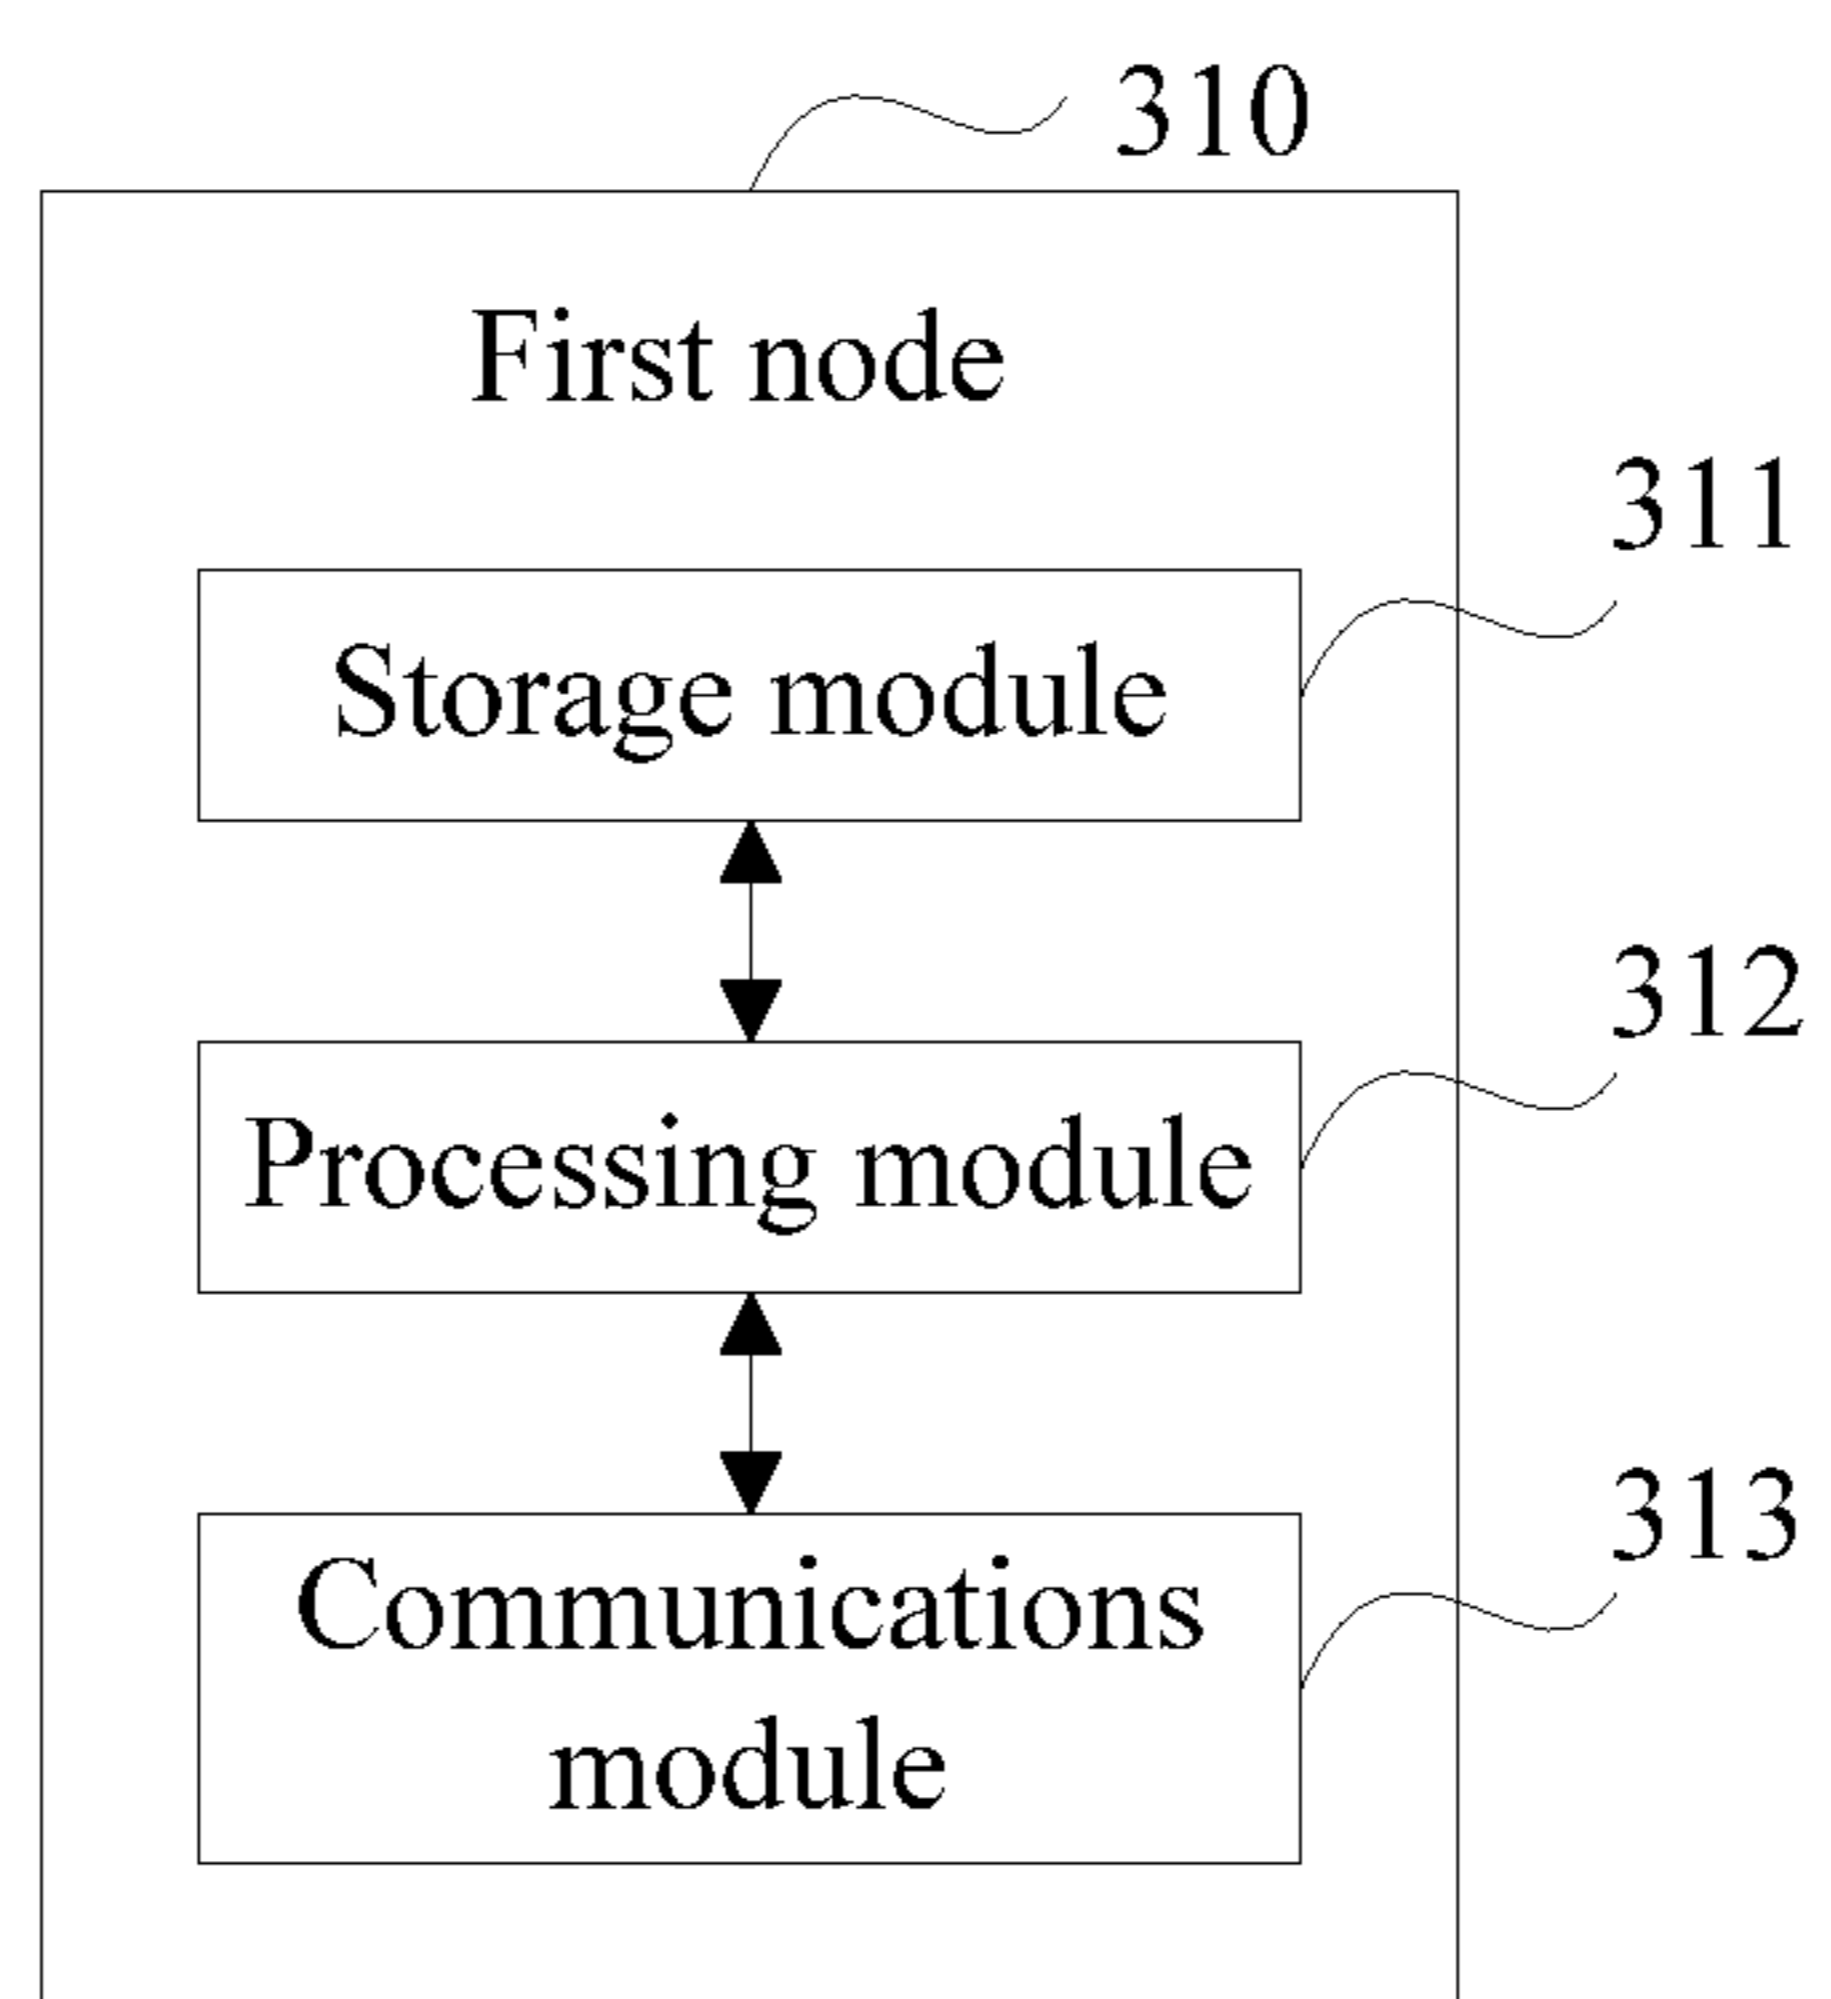 310
First node
311
Storage module
312
Processing module
313
Communications
module